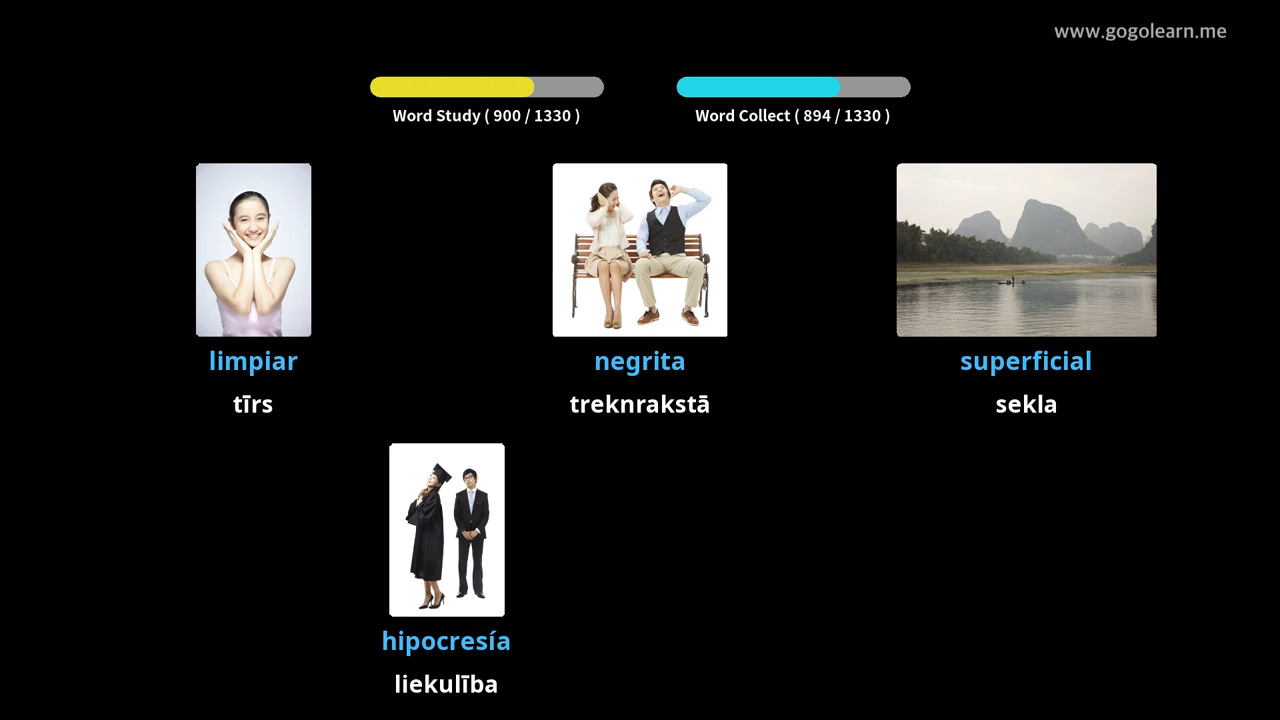 www.gogolearn.me
Word Study ( 900 / 1330 )
Word Collect ( 894 / 1330 )
limpiar
tīrs
negrita
treknrakstā
superficial
sekla
hipocresía
liekulība